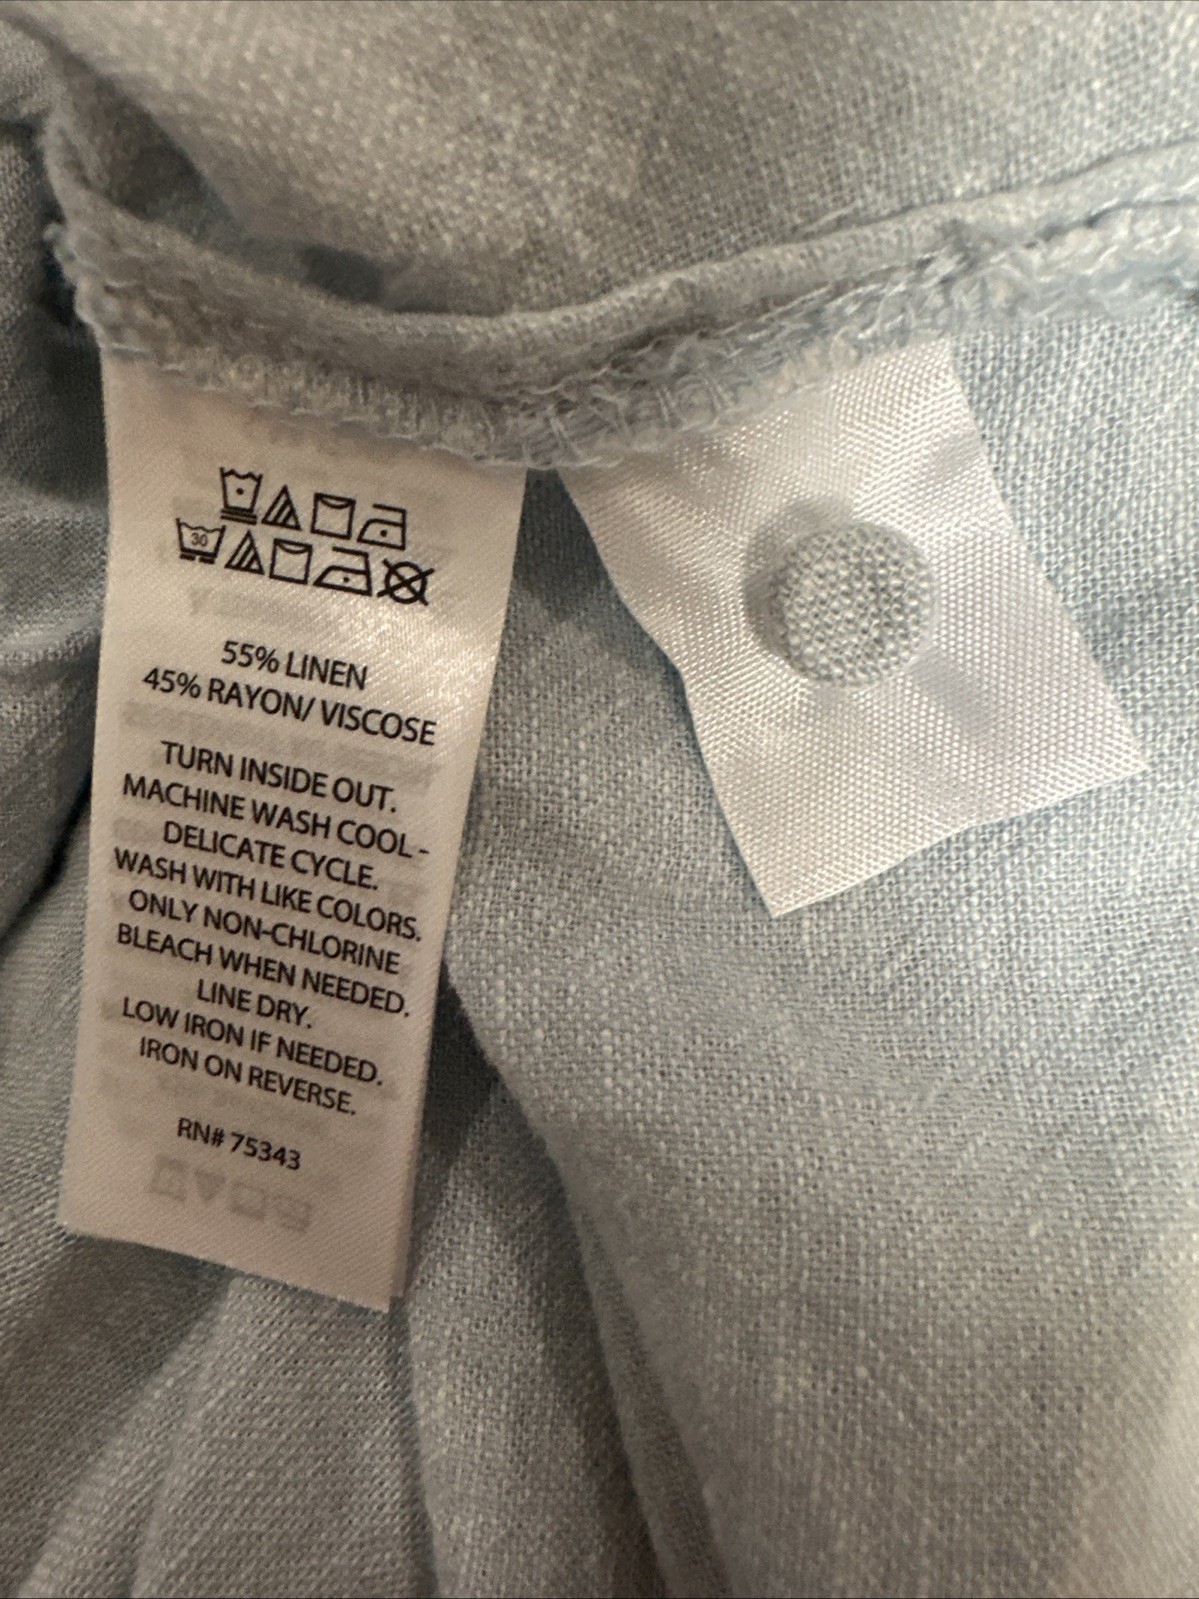 30
55% LINEN
45% RAYON/ VISCOSE
TURN INSIDE OUT.
MACHINE WASH COOL -
DELICATE CYCLE.
WASH WITH LIKE COLORS.
ONLY NON-CHLORINE
BLEACH WHEN NEEDED.
LINE DRY.
LOW IRON IF NEEDED.
IRON ON REVERSE.
RN# 75343